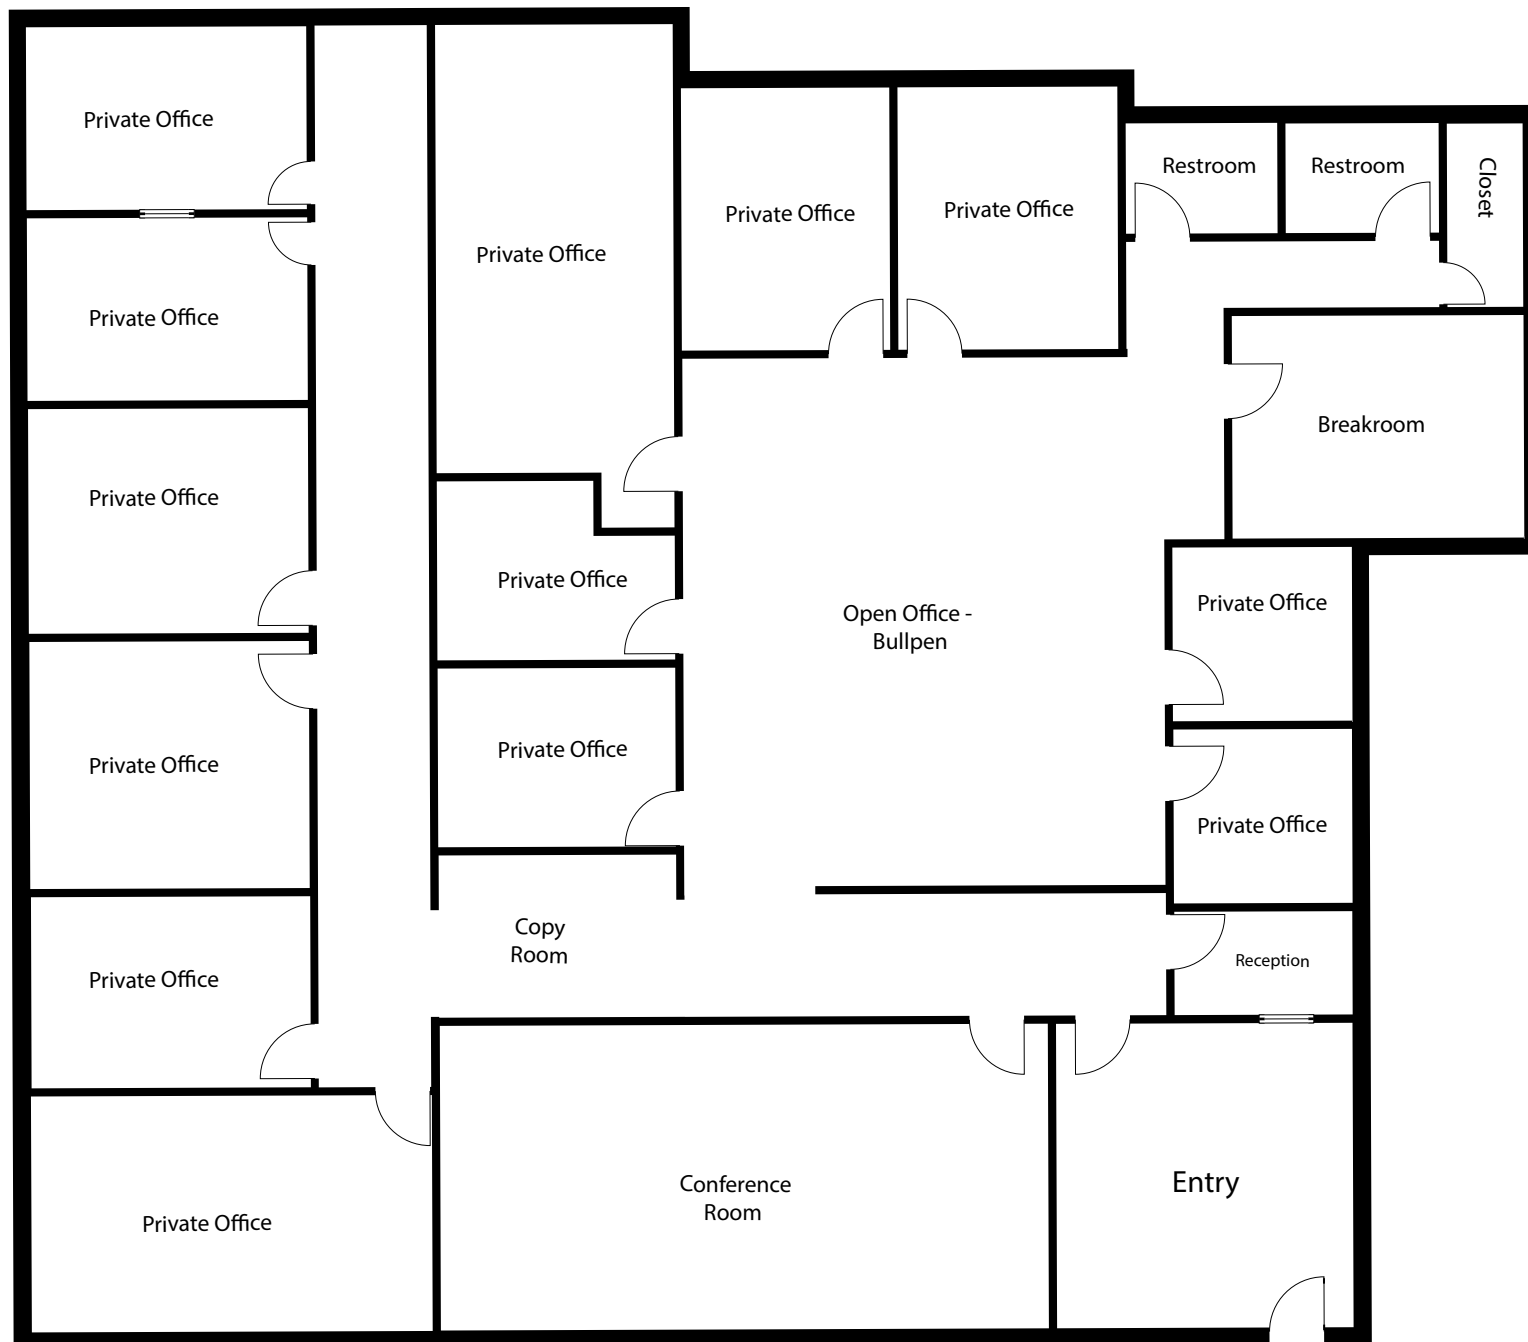 Private Office
Restroom
Restroom
Closet
Private Office
Private Office
Private Office
Private Office
Private Office
Breakroom
Private Office
Private Office
Private Office
Open Office -
Bullpen
Private Office
Private Office
Private Office
Copy
Room
Reception
Private Office
Conference
Room
Entry
Private Office